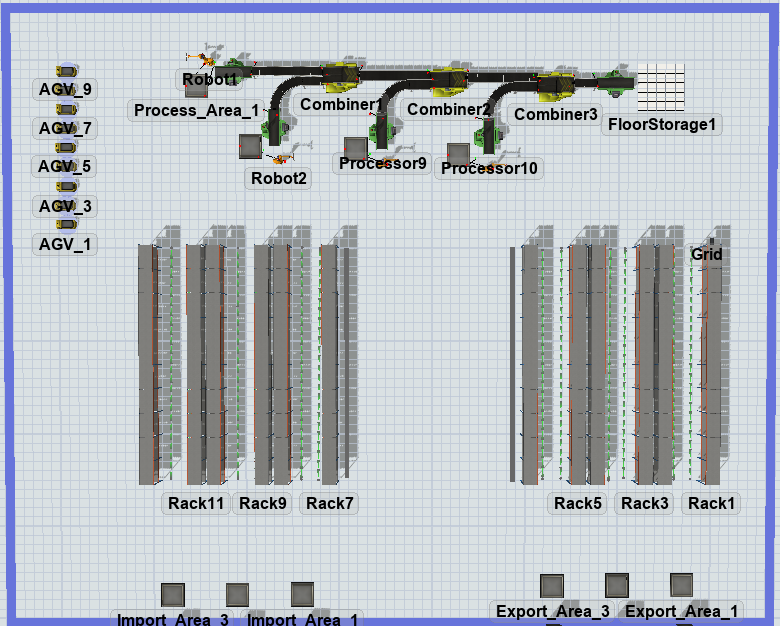 Robot1
AGV_9
Process_Area_1
Combiner1
Combiner2
Combiner3
FloorStorage1
AGV_7
AGV_5
Processor9
Processor10
Robot2
AGV_3
AGV_1
Grid
Rack11
Rack9
Rack7
Rack5
Rack3
Rack1
Import_Area_3
Import_Area_1
Export_Area_3
Export_Area_1